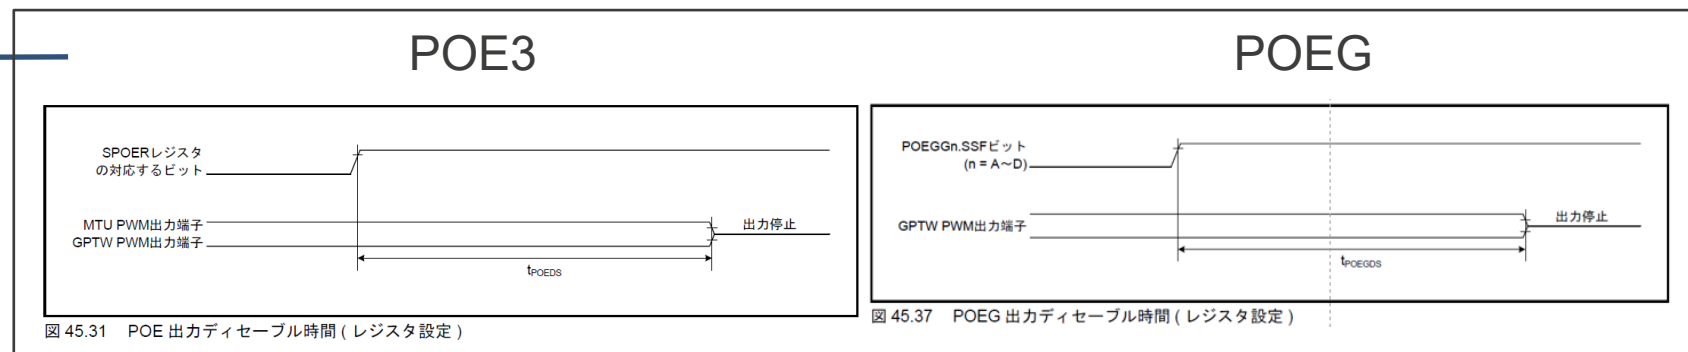 POE3
SPOERレジスタ
の対応するビット
MTU PWM出力端子
GPTW PWM出力端子
出力停止
tPOEDS
図 45.31 POE 出力ディセーブル時間 ( レジスタ設定 )
POEG
POEGGn.SSFビット
(n = A～D)
GPTW PWM出力端子
出力停止
tPOEGDS
図 45.37 POEG 出力ディセーブル時間 ( レジスタ設定 )